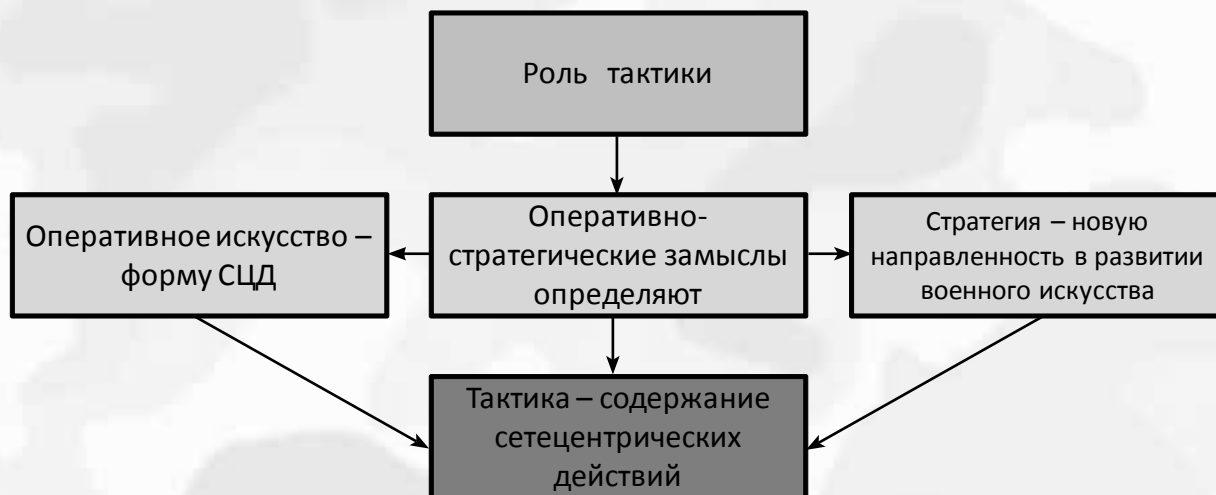 Роль тактики
Оперативное искусство –
форму СЦД
Оперативно-
стратегические замыслы
определяют
Стратегия – новую
направленность в развитии
военного искусства
Тактика – содержание
сетецентрических
действий